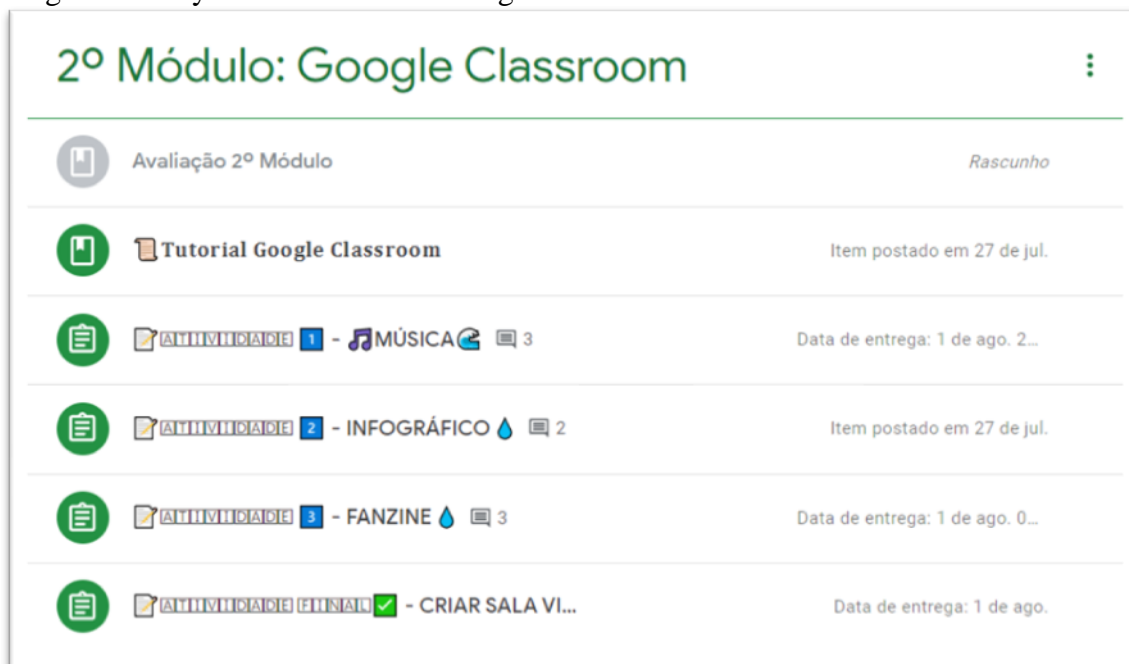 2º Módulo: Google Classroom
Avaliação 2º Módulo Rascunho
📜Tutorial Google Classroom Item postado em 27 de jul.
📝🄰🅃🄸🅅🄸🄳🄰🄳🄴 1️⃣ - 🎵MÚSICA🌊 3 Data de entrega: 1 de ago. 2...
📝🄰🅃🄸🅅🄸🄳🄰🄳🄴 2️⃣ - INFOGRÁFICO💧 2 Item postado em 27 de jul.
📝🄰🅃🄸🅅🄸🄳🄰🄳🄴 3️⃣ - FANZINE💧 3 Data de entrega: 1 de ago. 0...
📝🄰🅃🄸🅅🄸🄳🄰🄳🄴 🄵🄸🄽🄰🄻✅ - CRIAR SALA VI... Data de entrega: 1 de ago.